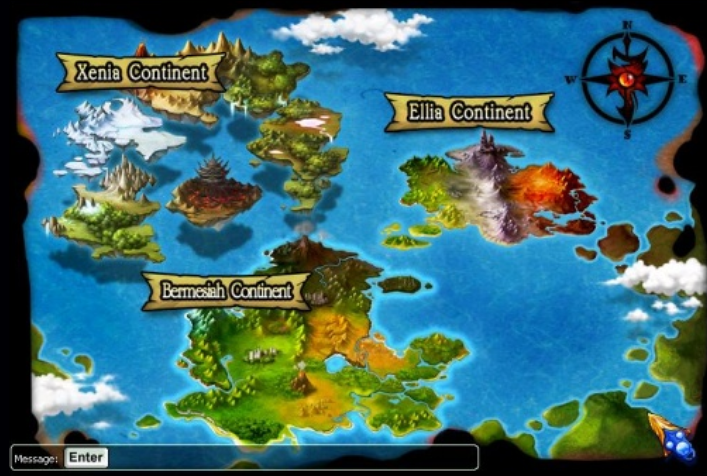 Xenia Continent
N
W
E
S
Ellia Continent
Bermesiah Continent
Message: Enter